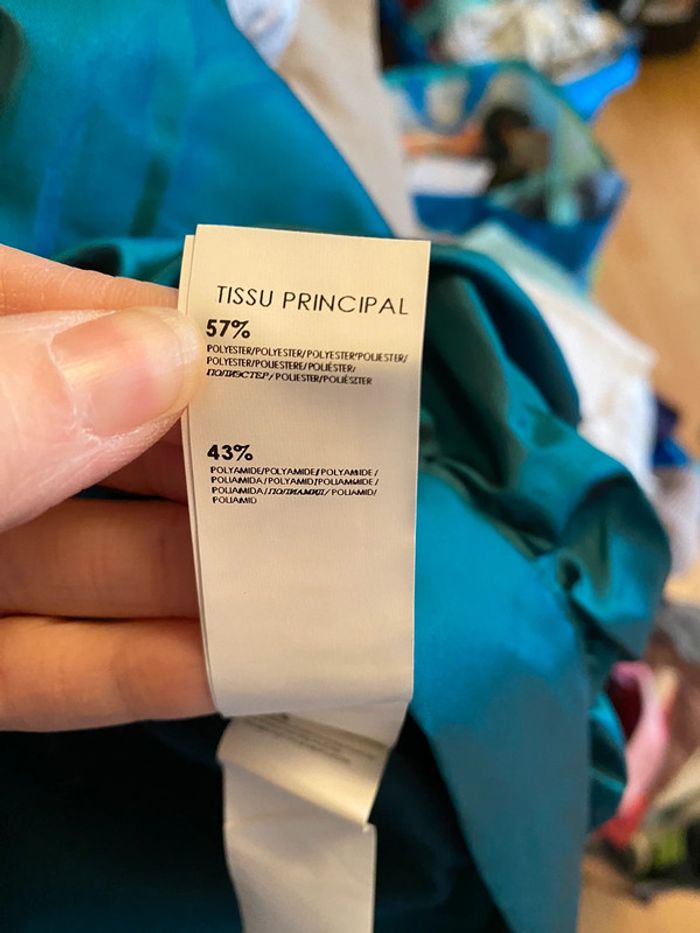 TISSU PRINCIPAL
57%
POLYESTER/POLYESTER/POLYESTER*POLIESTER/
POLYESTER/POLIESTERE/POLIÉSTER/
ПОЛИЭСТЕР/POLIESTER/POLIÉSZTER
43%
POLYAMIDE/POLYAMIDE/POLYAMIDE/
POLIAMIDA/POLYAMID/POLIAMMIDE/
POLIAMIDA/ПОЛИАМИД/POLIAMID/
POLIAMID